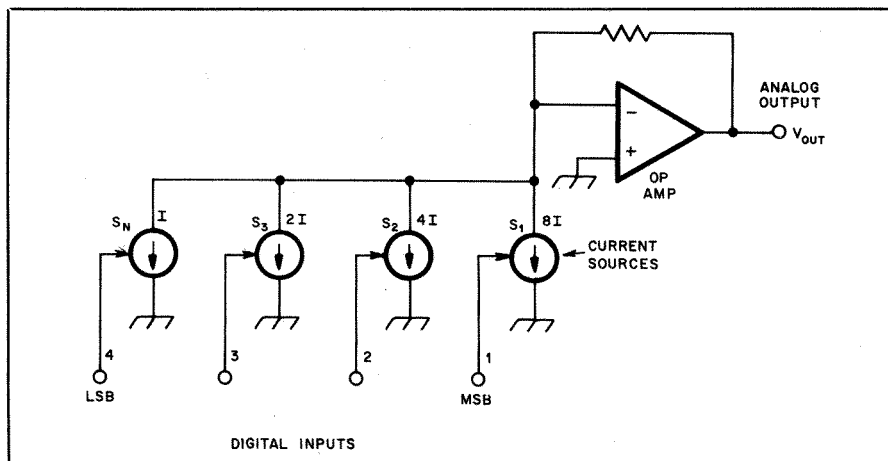 ANALOG
OUTPUT
−
+
V_OUT
OP
AMP
S_N I
S_3 2I
S_2 4I
S_1 8I
CURRENT
SOURCES
4
3
2
1
LSB
MSB
DIGITAL INPUTS